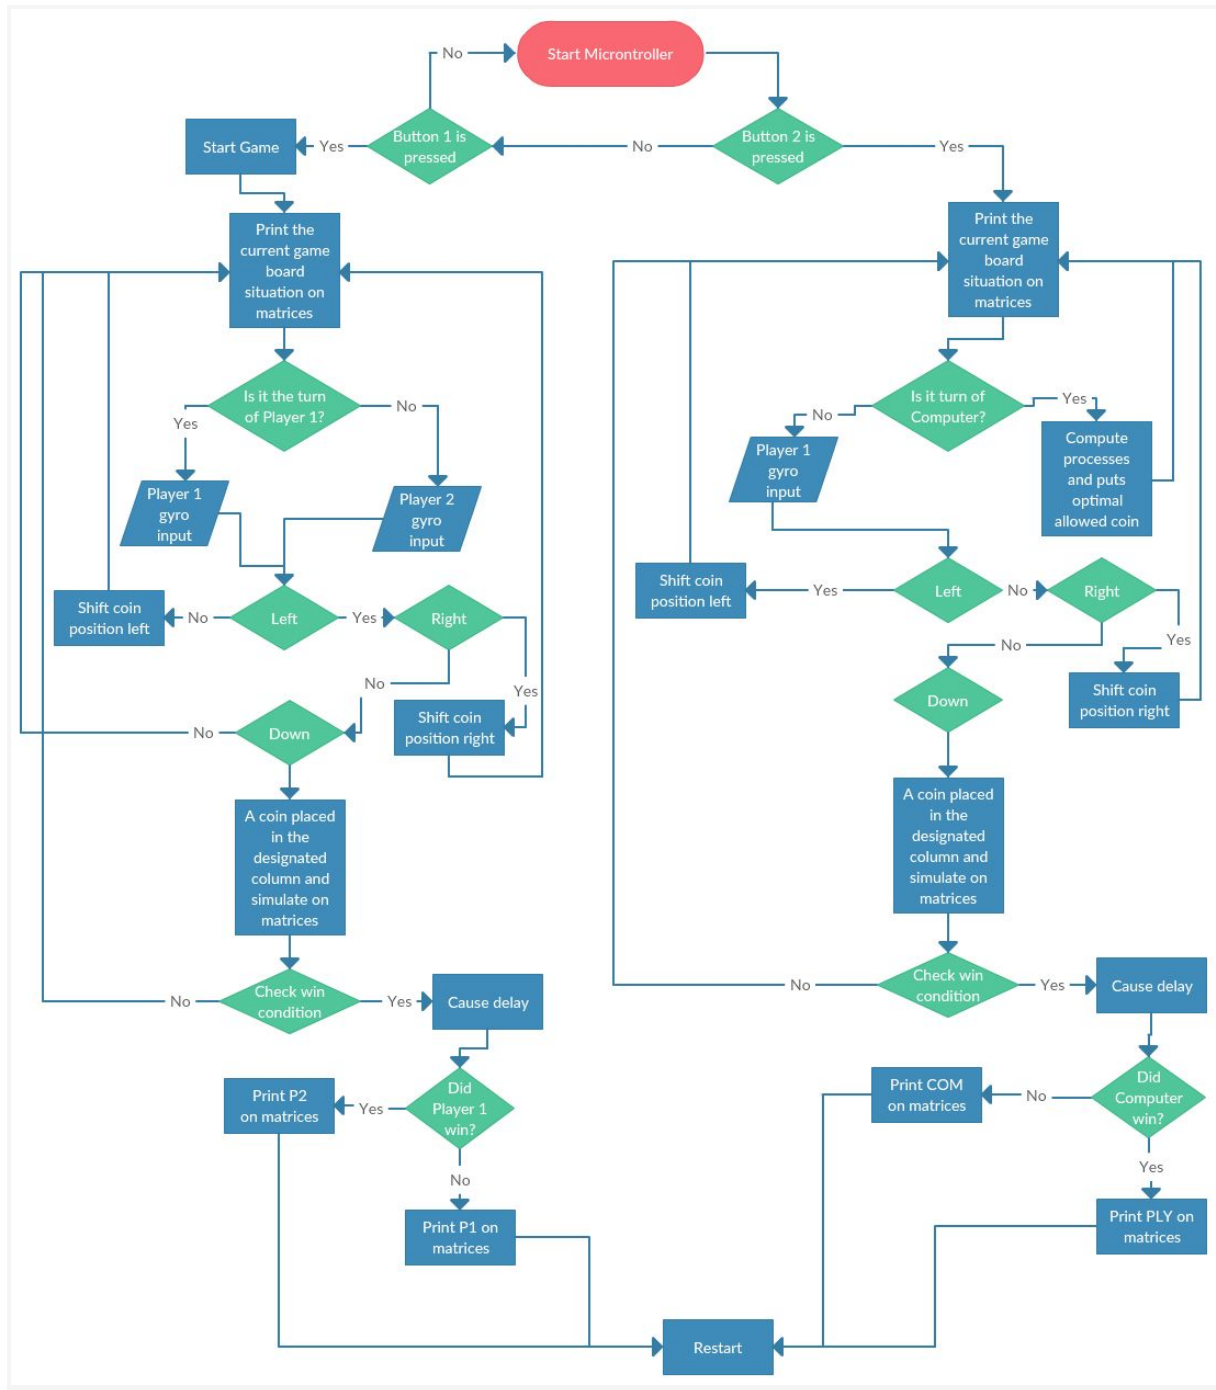 No
Start Microntroller
Button 1 is
pressed
Button 2 is
pressed
Start Game
Yes
No
Yes
Print the
current game
board
situation on
matrices
Print the
current game
board
situation on
matrices
Is it the turn
of Player 1?
Yes
No
Is it turn of
Computer?
No
Yes
Player 1
gyro
input
Player 2
gyro
input
Player 1
gyro
input
Compute
processes
and puts
optimal
allowed coin
Shift coin
position left
No
Left
Yes
Right
No
Yes
Shift coin
position right
No
Down
Shift coin
position left
Yes
Left
No
Right
Yes
No
Down
Shift coin
position right
A coin placed
in the
designated
column and
simulate on
matrices
A coin placed
in the
designated
column and
simulate on
matrices
No
Check win
condition
Yes
Cause delay
No
Check win
condition
Yes
Cause delay
Print P2
on matrices
Yes
Did
Player 1
win?
No
Print P1 on
matrices
Print COM
on matrices
No
Did
Computer
win?
Yes
Print PLY on
matrices
Restart